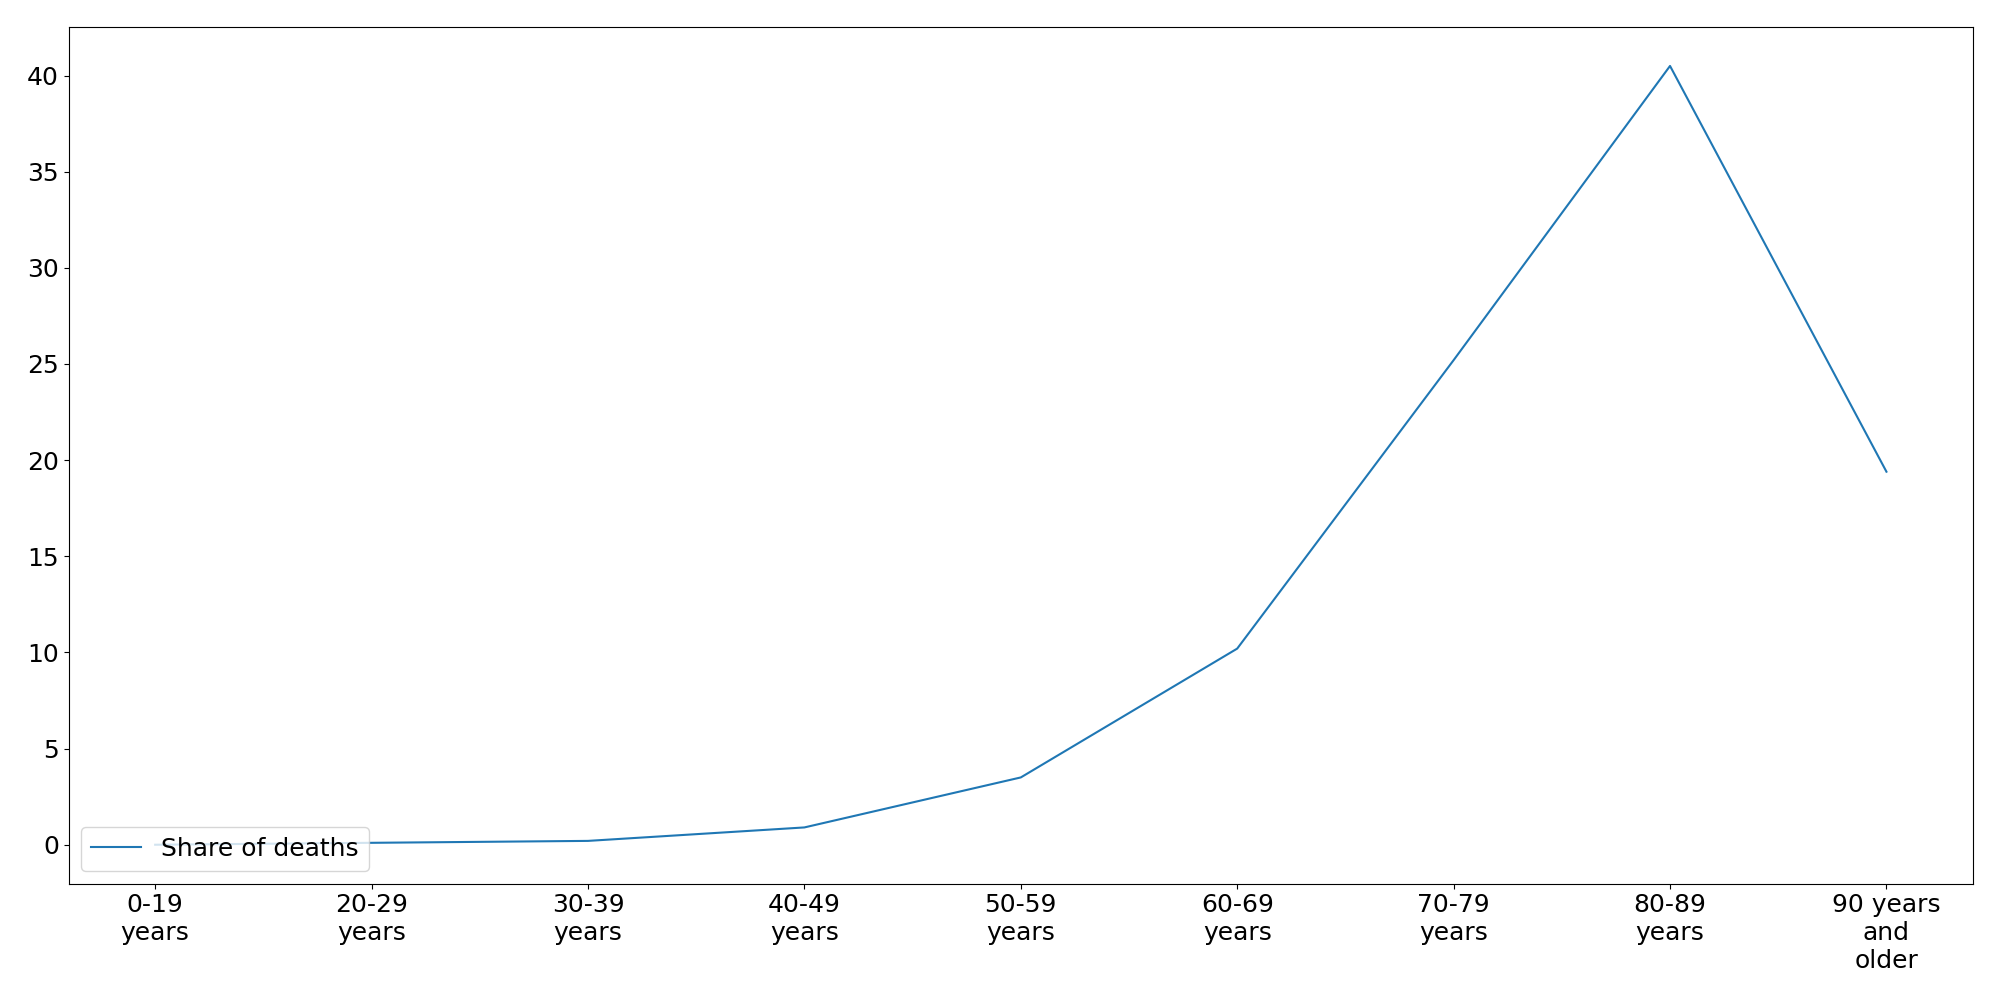 40
35
30
25
20
15
10
5
0
Share of deaths
0-19
years
20-29
years
30-39
years
40-49
years
50-59
years
60-69
years
70-79
years
80-89
years
90 years
and
older